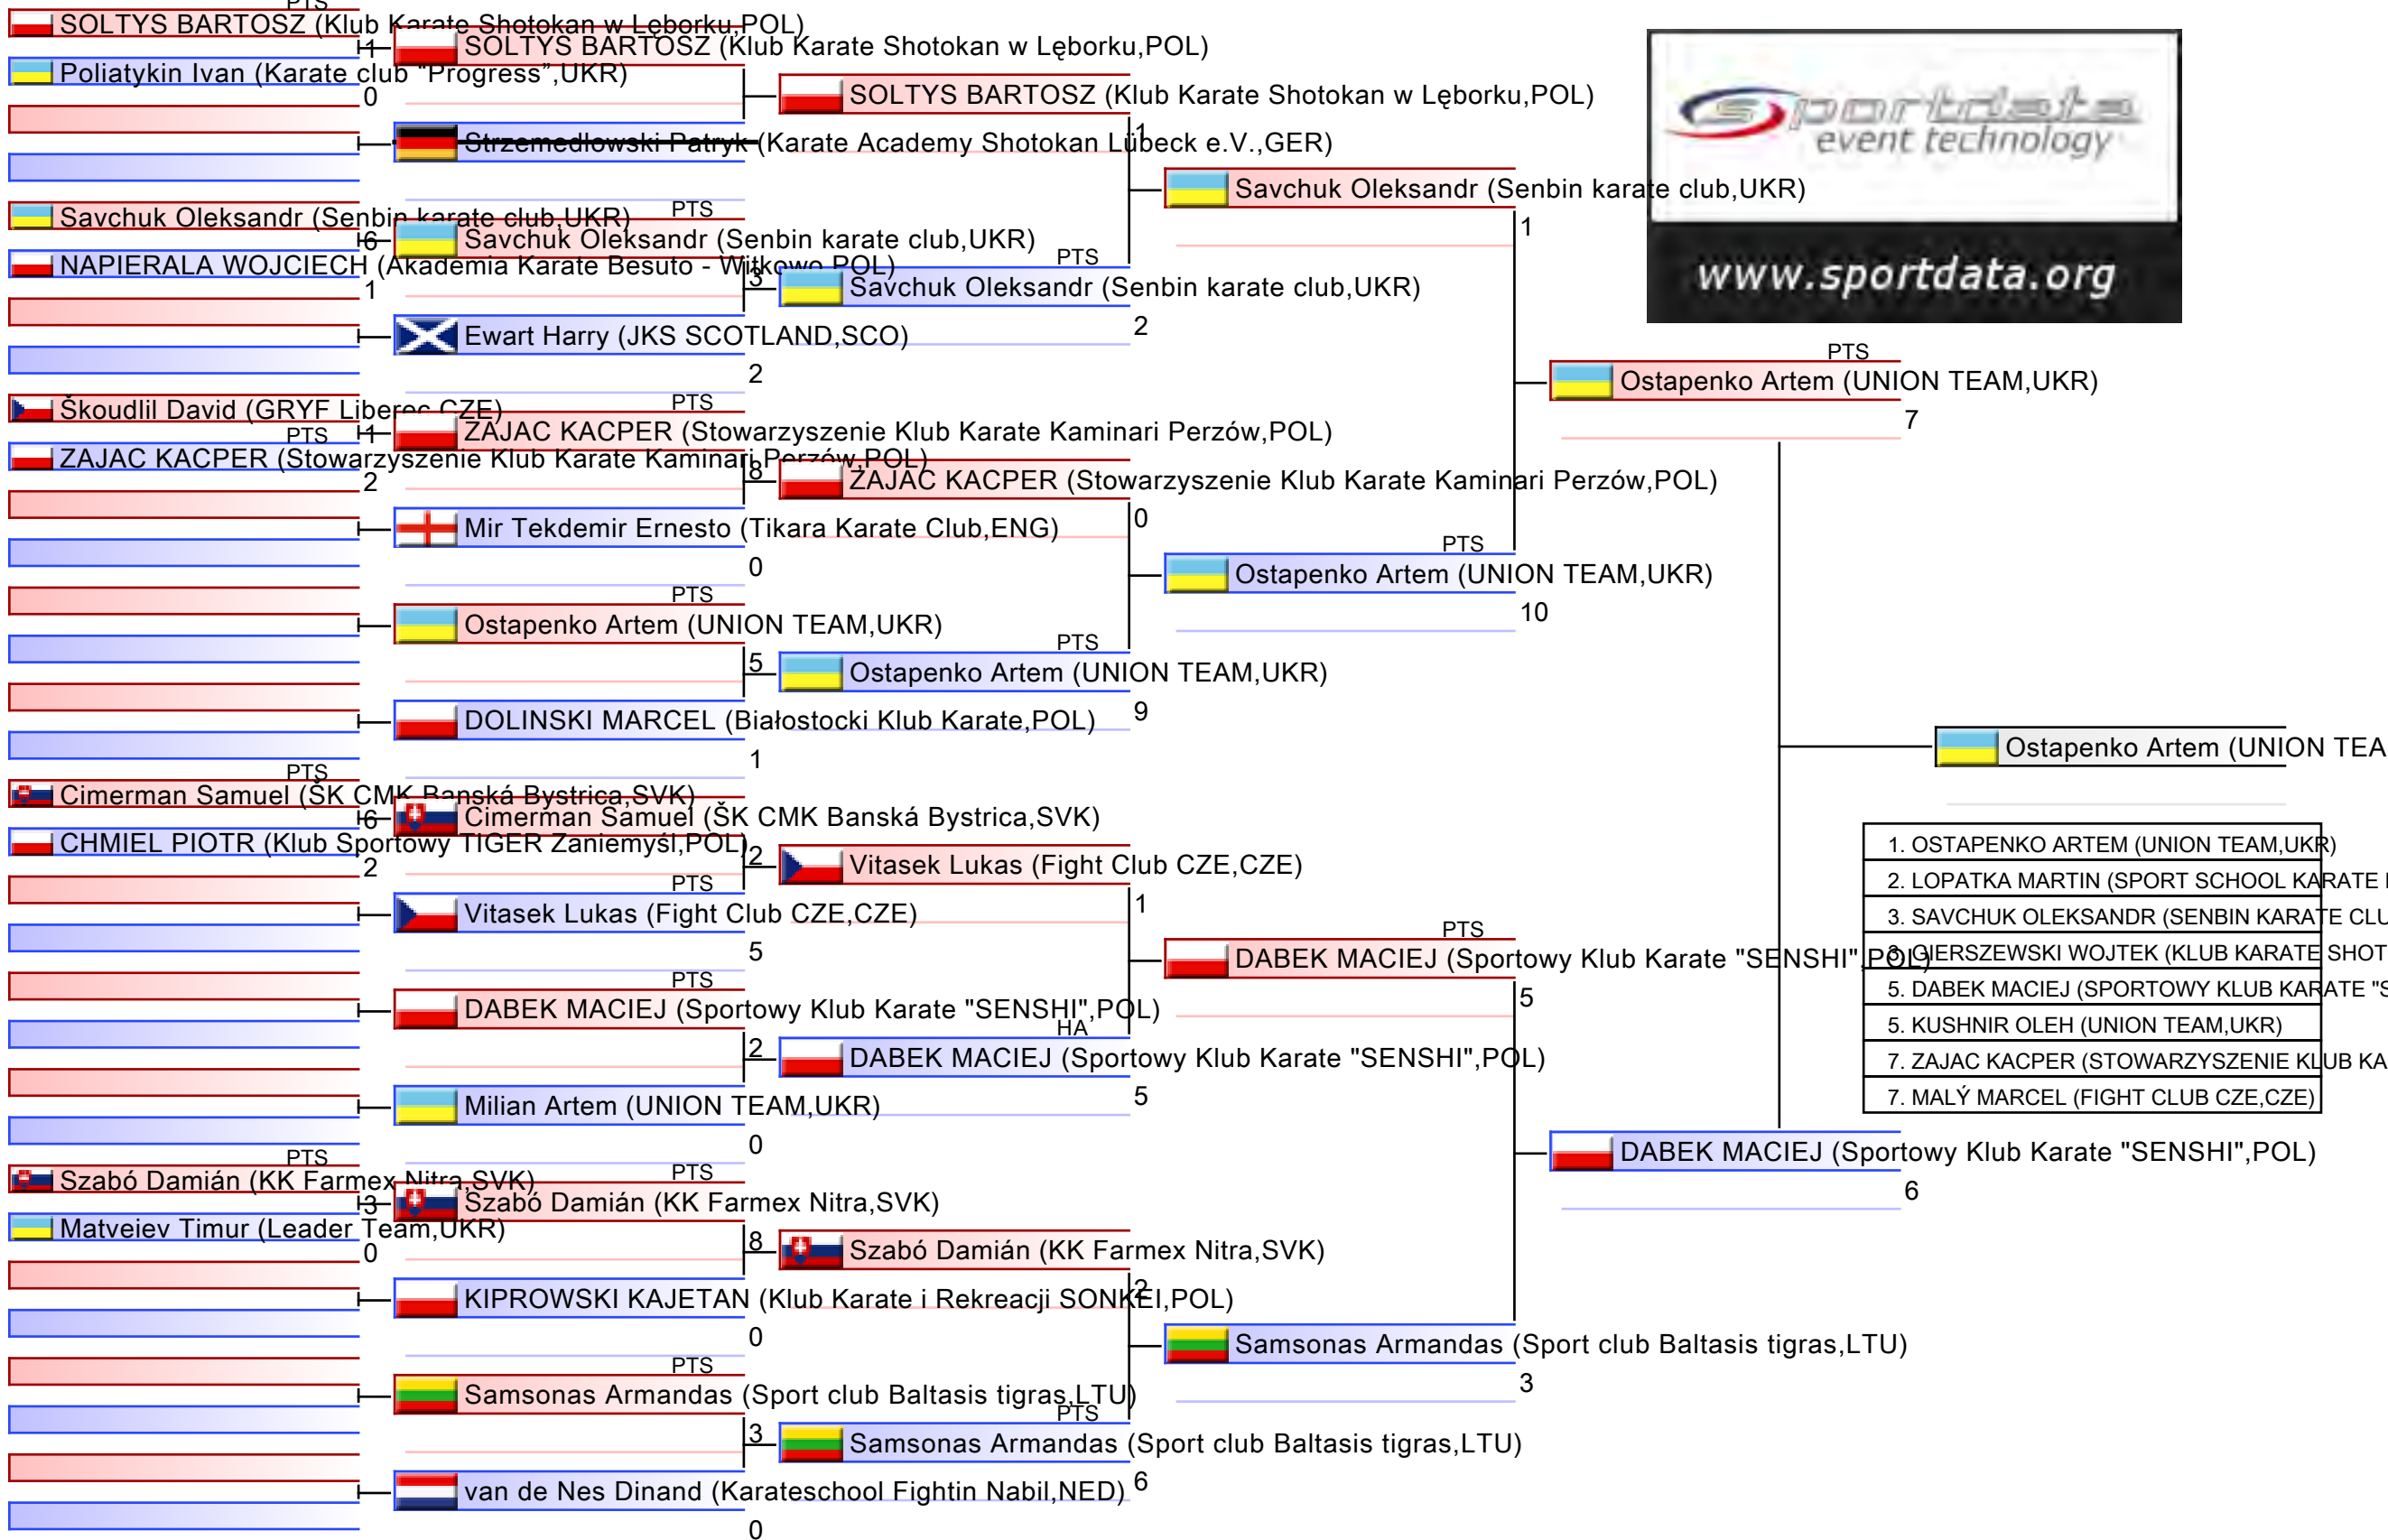 PTS
SOLTYS BARTOSZ (Klub Karate Shotokan w Lęborku,POL)
1
Poliatykin Ivan (Karate club "Progress",UKR)
0
Savchuk Oleksandr (Senbin karate club,UKR)
6
NAPIERALA WOJCIECH (Akademia Karate Besuto - Witkowo,POL)
1
Škoudlil David (GRYF Liberec,CZE)
1
PTS
ZAJAC KACPER (Stowarzyszenie Klub Karate Kaminari Perzów,POL)
2
PTS
Cimerman Samuel (ŠK CMK Banská Bystrica,SVK)
6
CHMIEL PIOTR (Klub Sportowy TIGER Zaniemyśl,POL)
2
PTS
Szabó Damián (KK Farmex Nitra,SVK)
3
Matveiev Timur (Leader Team,UKR)
0
SOLTYS BARTOSZ (Klub Karate Shotokan w Lęborku,POL)
Strzemedlowski Patryk (Karate Academy Shotokan Lübeck e.V.,GER)
PTS
Savchuk Oleksandr (Senbin karate club,UKR)
3
Ewart Harry (JKS SCOTLAND,SCO)
2
PTS
ZAJAC KACPER (Stowarzyszenie Klub Karate Kaminari Perzów,POL)
8
Mir Tekdemir Ernesto (Tikara Karate Club,ENG)
0
PTS
Ostapenko Artem (UNION TEAM,UKR)
5
DOLINSKI MARCEL (Białostocki Klub Karate,POL)
1
Cimerman Samuel (ŠK CMK Banská Bystrica,SVK)
2
PTS
Vitasek Lukas (Fight Club CZE,CZE)
5
PTS
DABEK MACIEJ (Sportowy Klub Karate "SENSHI",POL)
2
Milian Artem (UNION TEAM,UKR)
0
PTS
Szabó Damián (KK Farmex Nitra,SVK)
8
KIPROWSKI KAJETAN (Klub Karate i Rekreacji SONKEI,POL)
0
PTS
Samsonas Armandas (Sport club Baltasis tigras,LTU)
3
van de Nes Dinand (Karateschool Fightin Nabil,NED)
0
SOLTYS BARTOSZ (Klub Karate Shotokan w Lęborku,POL)
1
PTS
Savchuk Oleksandr (Senbin karate club,UKR)
2
ZAJAC KACPER (Stowarzyszenie Klub Karate Kaminari Perzów,POL)
0
PTS
Ostapenko Artem (UNION TEAM,UKR)
9
Vitasek Lukas (Fight Club CZE,CZE)
1
HA
DABEK MACIEJ (Sportowy Klub Karate "SENSHI",POL)
5
Szabó Damián (KK Farmex Nitra,SVK)
2
PTS
Samsonas Armandas (Sport club Baltasis tigras,LTU)
6
Savchuk Oleksandr (Senbin karate club,UKR)
1
PTS
Ostapenko Artem (UNION TEAM,UKR)
10
PTS
DABEK MACIEJ (Sportowy Klub Karate "SENSHI",POL)
5
Samsonas Armandas (Sport club Baltasis tigras,LTU)
3
PTS
Ostapenko Artem (UNION TEAM,UKR)
7
DABEK MACIEJ (Sportowy Klub Karate "SENSHI",POL)
6
sportdata
event technology
www.sportdata.org
Ostapenko Artem (UNION TEA
1. OSTAPENKO ARTEM (UNION TEAM,UKR)
2. LOPATKA MARTIN (SPORT SCHOOL KARATE
3. SAVCHUK OLEKSANDR (SENBIN KARATE CLU
3. GIERSZEWSKI WOJTEK (KLUB KARATE SHOT
5. DABEK MACIEJ (SPORTOWY KLUB KARATE "S
5. KUSHNIR OLEH (UNION TEAM,UKR)
7. ZAJAC KACPER (STOWARZYSZENIE KLUB KA
7. MALÝ MARCEL (FIGHT CLUB CZE,CZE)